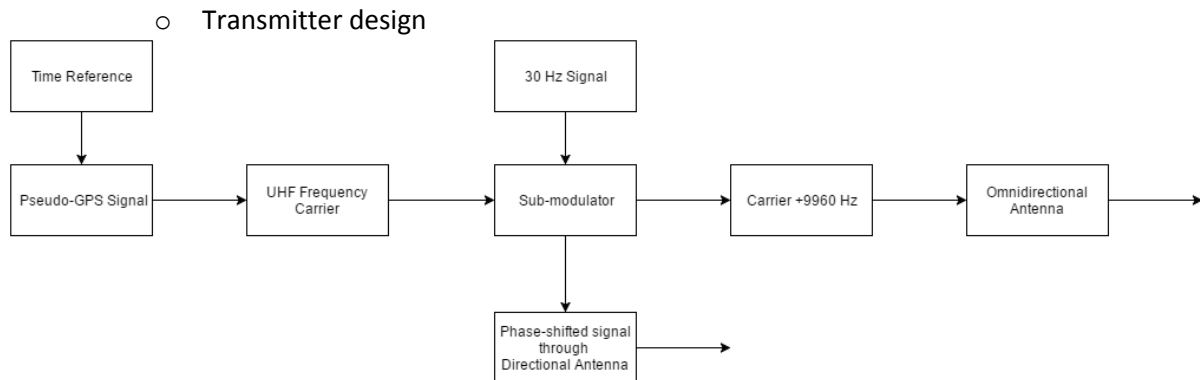 o Transmitter design
Time Reference
30 Hz Signal
Pseudo-GPS Signal
UHF Frequency
Carrier
Sub-modulator
Carrier +9960 Hz
Omnidirectional
Antenna
Phase-shifted signal
through
Directional Antenna